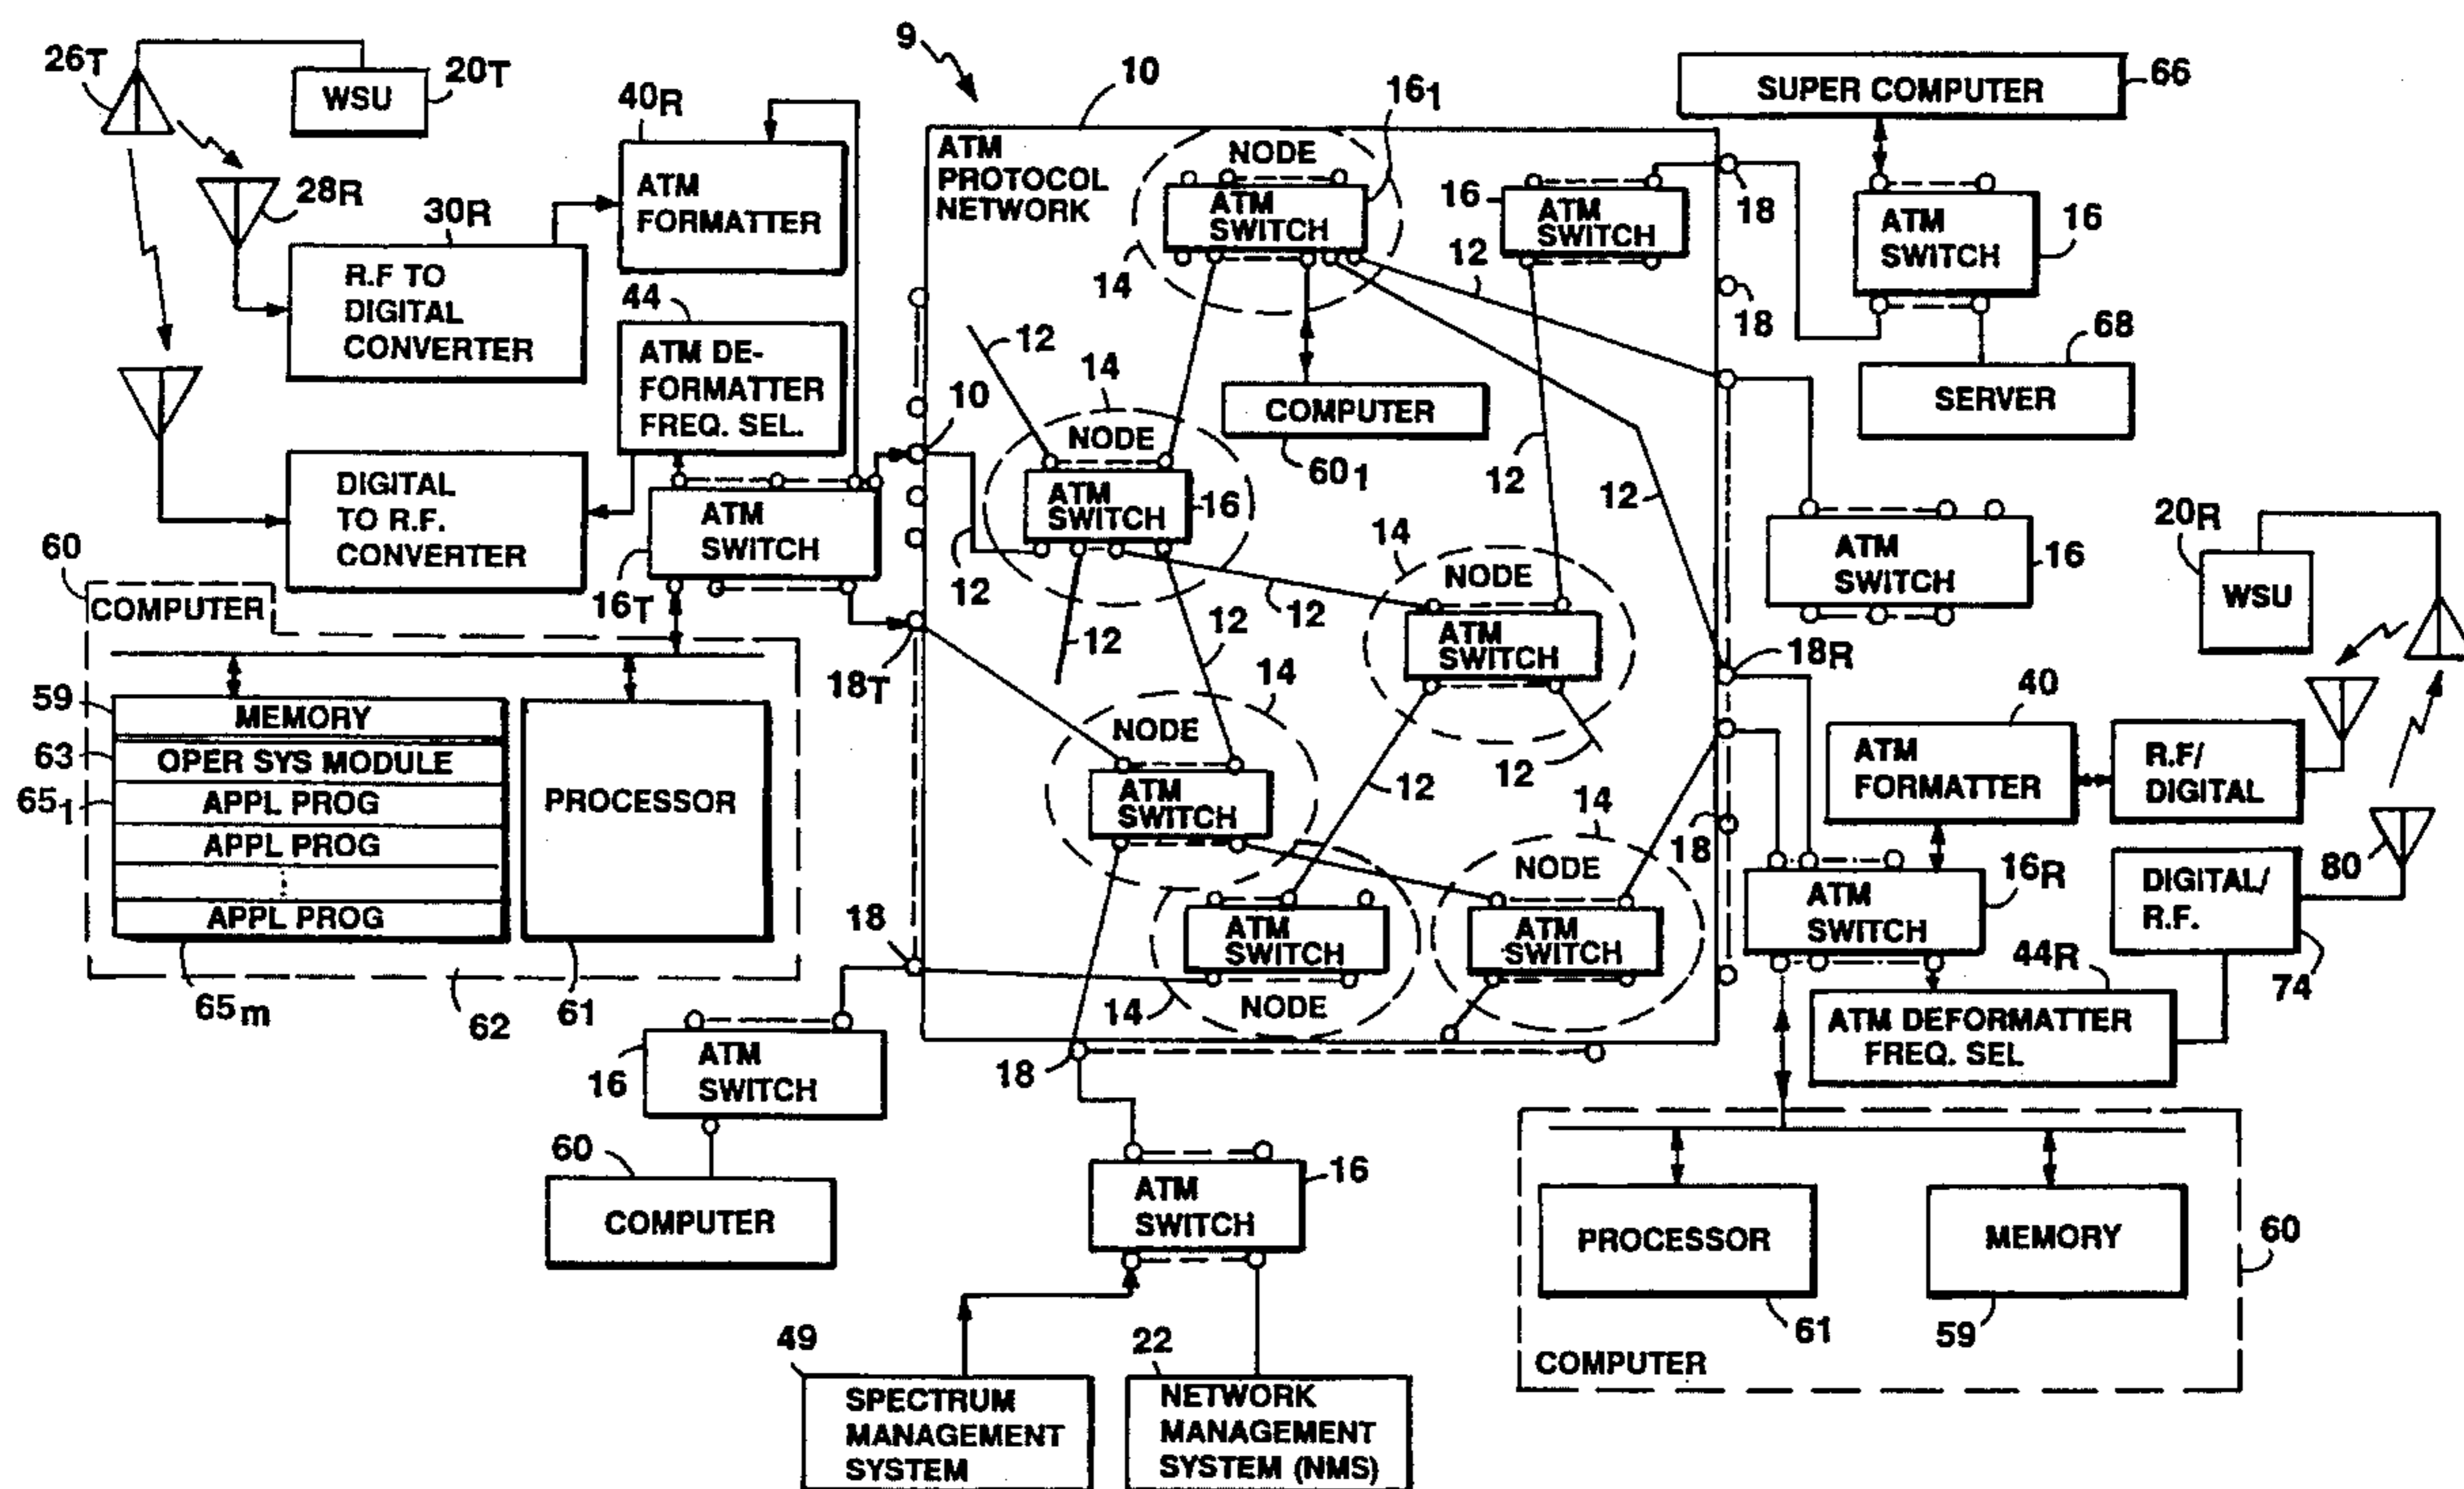 9
26T
WSU
20T
28R
30R
R.F TO
DIGITAL
CONVERTER
40R
ATM
FORMATTER
44
ATM DE-
FORMATTER
FREQ. SEL.
DIGITAL
TO R.F.
CONVERTER
ATM
SWITCH
16T
10
18T
60
COMPUTER
59
MEMORY
63
OPER SYS MODULE
651
APPL PROG
APPL PROG
APPL PROG
65m
62
PROCESSOR
61
18
16
ATM
SWITCH
60
COMPUTER
10
ATM
PROTOCOL
NETWORK
NODE
ATM
SWITCH
161
14
16
ATM
SWITCH
12
12
14
NODE
ATM
SWITCH
16
COMPUTER
601
12
12
12
12
12
12
14
NODE
ATM
SWITCH
14
NODE
ATM
SWITCH
12
12
14
NODE
ATM
SWITCH
ATM
SWITCH
NODE
14
18
ATM
SWITCH
16
49
SPECTRUM
MANAGEMENT
SYSTEM
22
NETWORK
MANAGEMENT
SYSTEM (NMS)
SUPER COMPUTER
66
18
18
ATM
SWITCH
16
68
SERVER
ATM
SWITCH
16
20R
WSU
18R
40
ATM
FORMATTER
R.F/
DIGITAL
18
ATM
SWITCH
16R
80
DIGITAL/
R.F.
74
44R
ATM DEFORMATTER
FREQ. SEL
PROCESSOR
61
MEMORY
59
60
COMPUTER